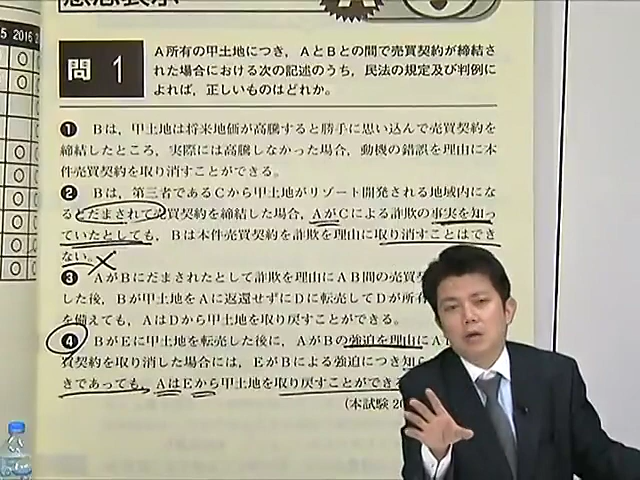 5 2016 2
問 1
A所有の甲土地につき，AとBとの間で売買契約が締結さ
れた場合における次の記述のうち，民法の規定及び判例に
よれば，正しいものはどれか。
❶ Bは，甲土地は将来地価が高騰すると勝手に思い込んで売買契約を
締結したところ，実際には高騰しなかった場合，動機の錯誤を理由に本
件売買契約を取り消すことができる。
❷ Bは，第三者であるCから甲土地がリゾート開発される地域内にな
るとだまされて売買契約を締結した場合，AがCによる詐欺の事実を知っ
ていたとしても，Bは本件売買契約を詐欺を理由に取り消すことはでき
ない。
❸ AがBにだまされたとして詐欺を理由にAB間の売買
した後，Bが甲土地をAに返還せずにDに転売してDが所
を備えても，AはDから甲土地を取り戻すことができる。
❹ BがEに甲土地を転売した後に，AがBの強迫を理由にA
買契約を取り消した場合には，EがBによる強迫につき知
きであっても，AはEから甲土地を取り戻すことができる
(本試験 20